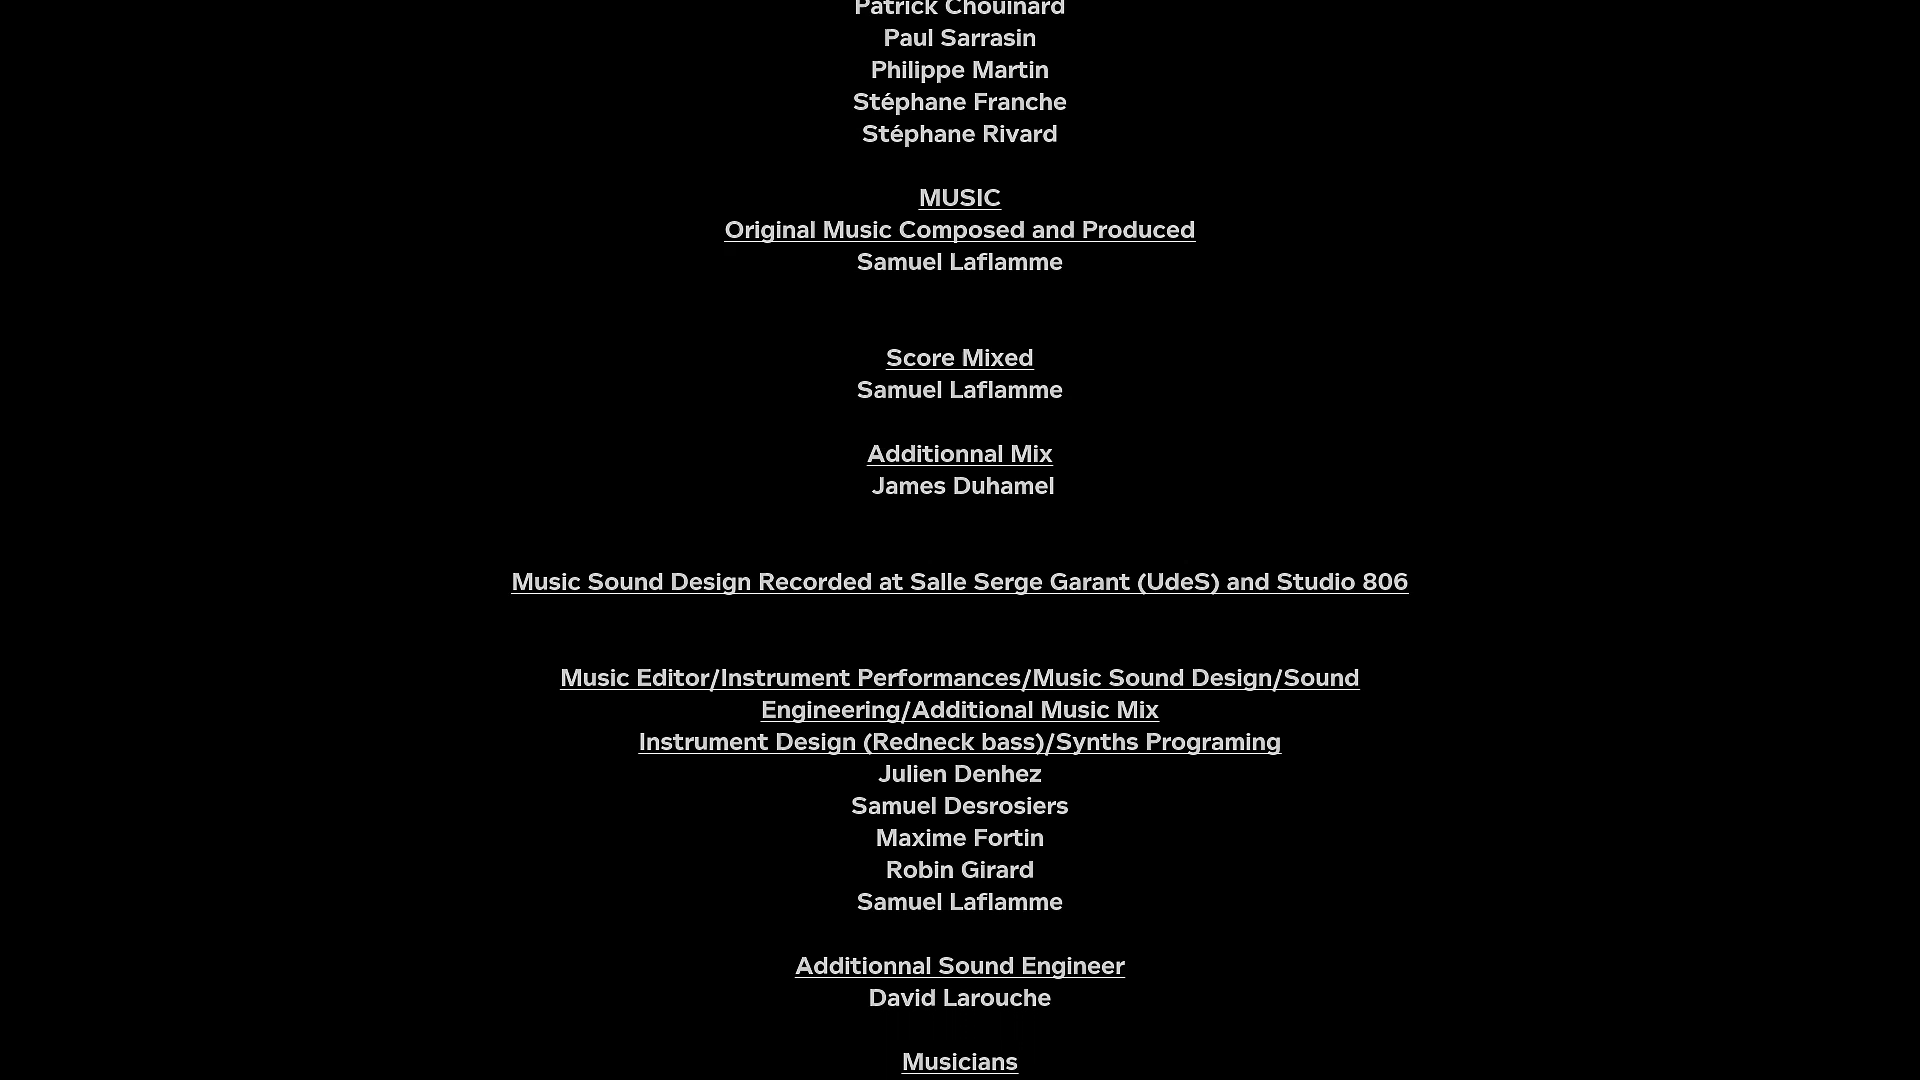 Patrick Chouinard
Paul Sarrasin
Philippe Martin
Stéphane Franche
Stéphane Rivard
MUSIC
Original Music Composed and Produced
Samuel Laflamme
Score Mixed
Samuel Laflamme
Additionnal Mix
James Duhamel
Music Sound Design Recorded at Salle Serge Garant (UdeS) and Studio 806
Music Editor/Instrument Performances/Music Sound Design/Sound
Engineering/Additional Music Mix
Instrument Design (Redneck bass)/Synths Programing
Julien Denhez
Samuel Desrosiers
Maxime Fortin
Robin Girard
Samuel Laflamme
Additionnal Sound Engineer
David Larouche
Musicians